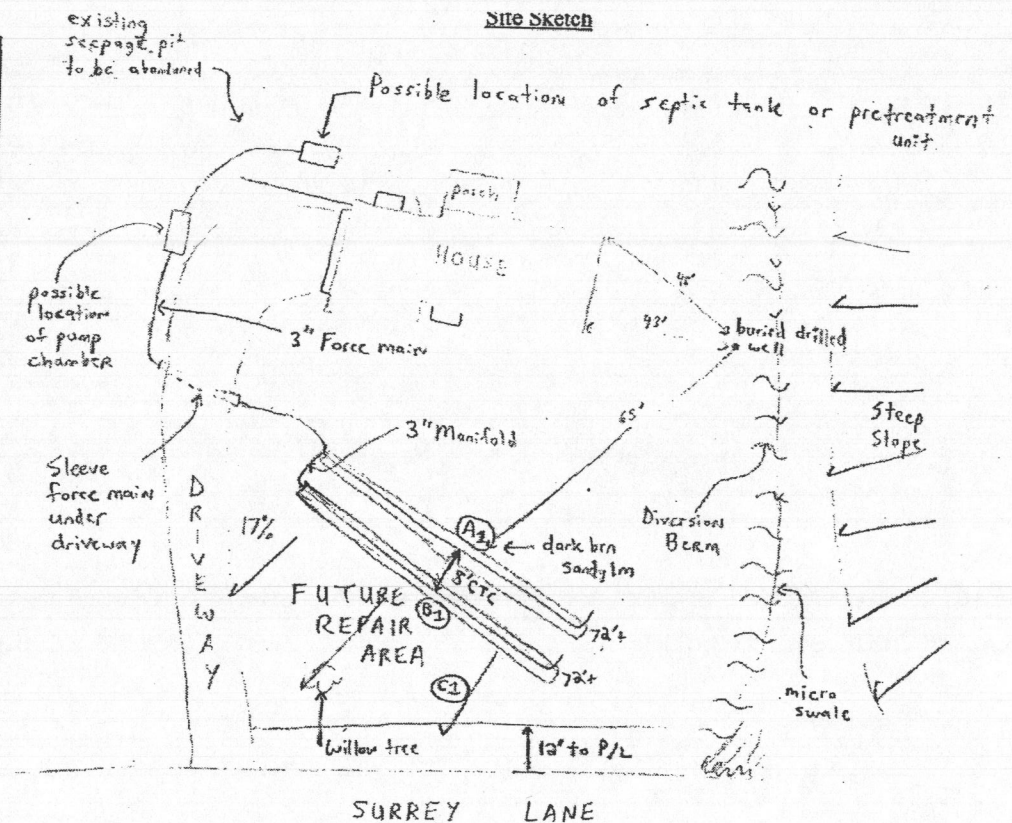 Site Sketch
existing
seepage pit
to be abandoned
Possible location of septic tank or pretreatment
unit
porch
HOUSE
possible
location
of pump
chamber
3" Force main
43'
buried drilled
well
65'
3" Manifold
Steep
Slope
Sleeve
force main
under
driveway
DRIVEWAY
17%
A1
dark brn
sandy lm
Diversion
Berm
8' CTC
FUTURE
REPAIR
AREA
B1
72'+
72'+
C1
micro
swale
Willow tree
12' to P/L
SURREY LANE